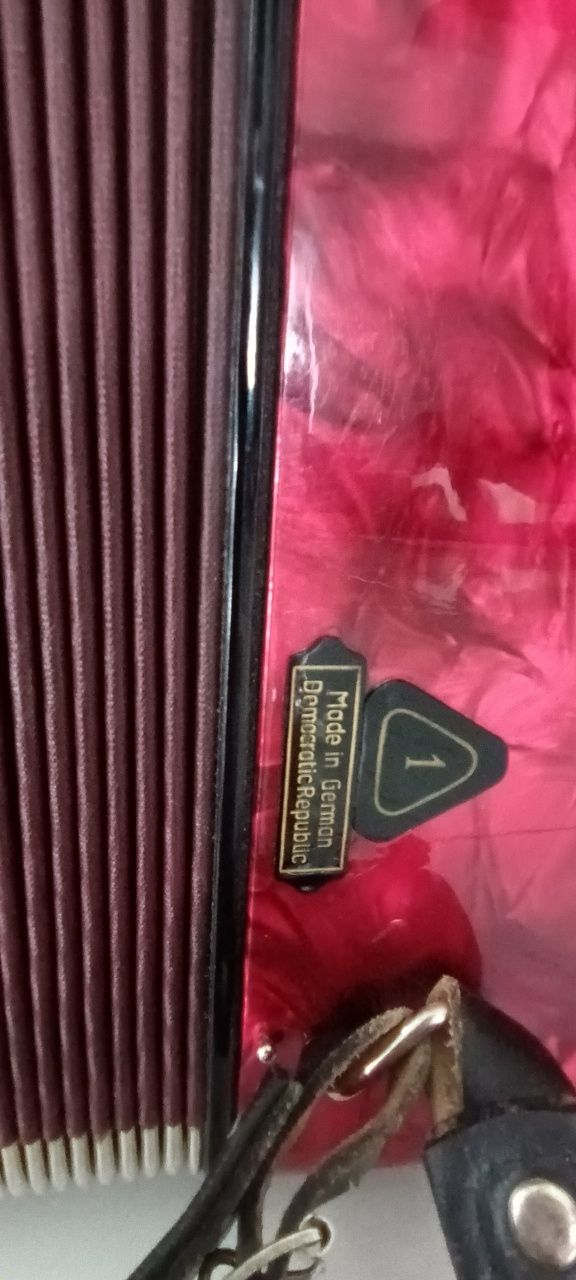 Made in German
Democratic Republic
1